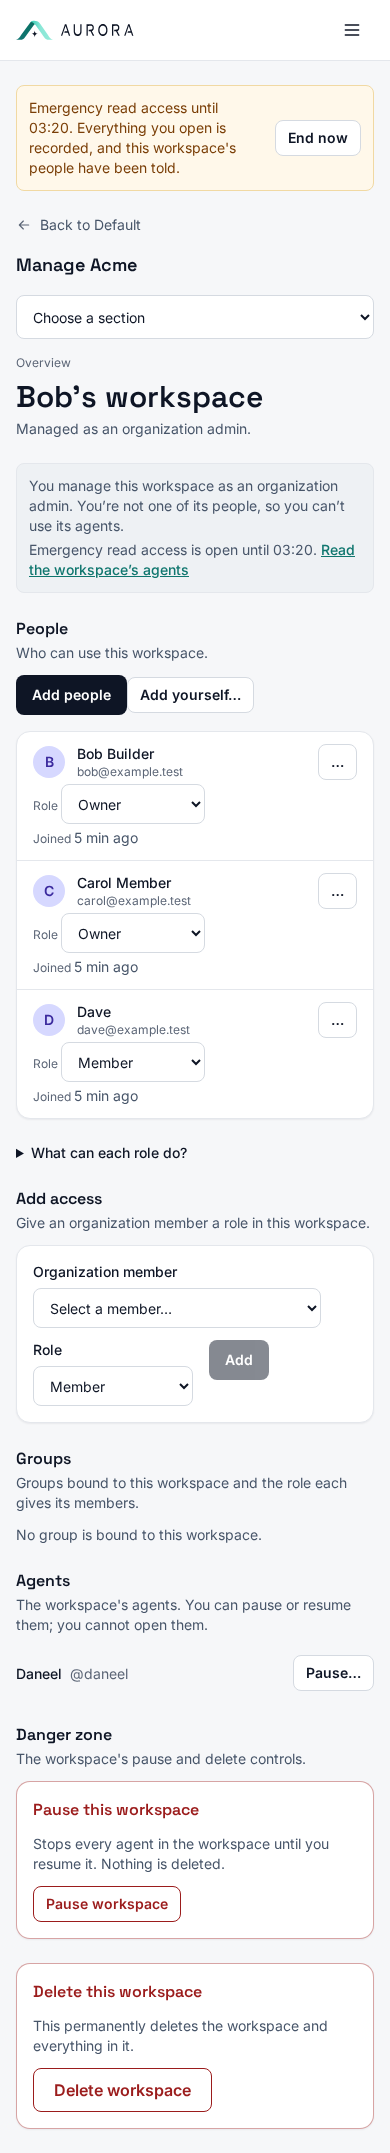 AURORA
Emergency read access until
03:20. Everything you open is
recorded, and this workspace's
people have been told.
End now
← Back to Default
Manage Acme
Choose a section
Overview
Bob’s workspace
Managed as an organization admin.
You manage this workspace as an organization
admin. You’re not one of its people, so you can’t
use its agents.
Emergency read access is open until 03:20. Read
the workspace’s agents
People
Who can use this workspace.
Add people
Add yourself…
B
Bob Builder
bob@example.test
…
Role
Owner
Joined 5 min ago
C
Carol Member
carol@example.test
…
Role
Owner
Joined 5 min ago
D
Dave
dave@example.test
…
Role
Member
Joined 5 min ago
What can each role do?
Add access
Give an organization member a role in this workspace.
Organization member
Select a member…
Role
Member
Add
Groups
Groups bound to this workspace and the role each
gives its members.
No group is bound to this workspace.
Agents
The workspace's agents. You can pause or resume
them; you cannot open them.
Daneel @daneel
Pause…
Danger zone
The workspace's pause and delete controls.
Pause this workspace
Stops every agent in the workspace until you
resume it. Nothing is deleted.
Pause workspace
Delete this workspace
This permanently deletes the workspace and
everything in it.
Delete workspace